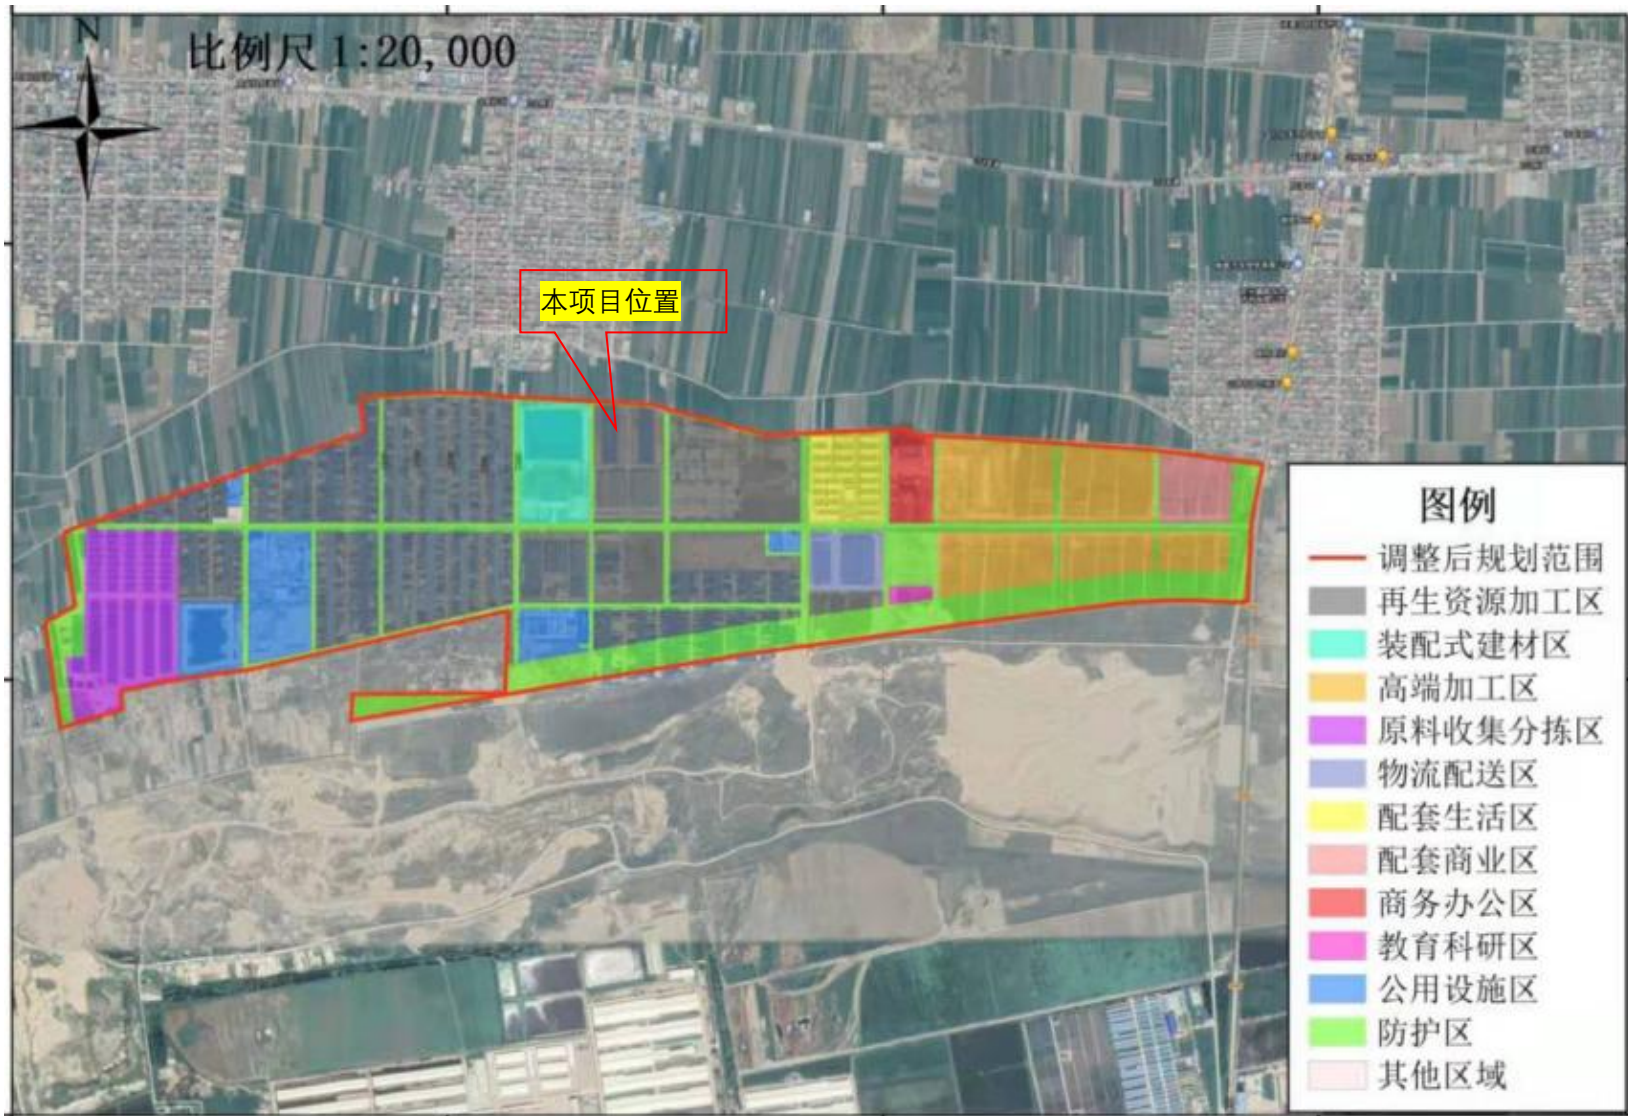 N
比例尺 1:20,000
本项目位置
图例
调整后规划范围
再生资源加工区
装配式建材区
高端加工区
原料收集分拣区
物流配送区
配套生活区
配套商业区
商务办公区
教育科研区
公用设施区
防护区
其他区域